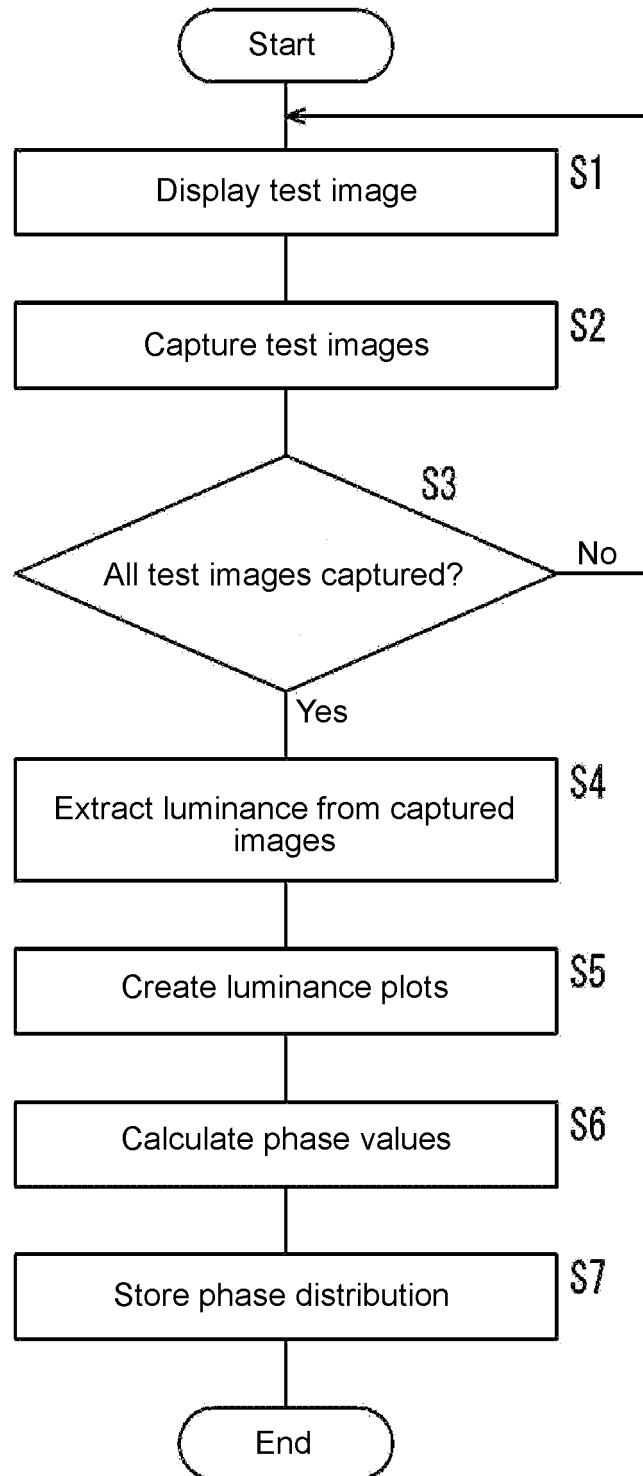 Start
Display test image
S1
Capture test images
S2
S3
All test images captured?
No
Yes
Extract luminance from captured
images
S4
Create luminance plots
S5
Calculate phase values
S6
Store phase distribution
S7
End